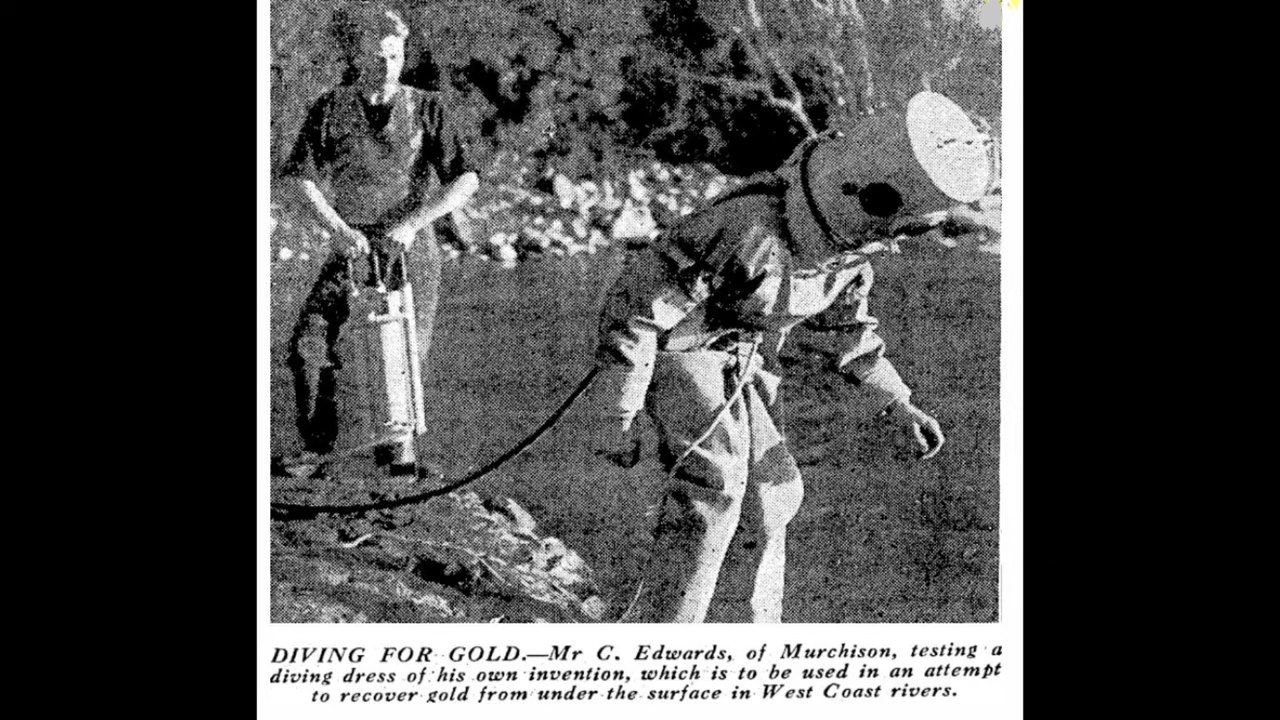 DIVING FOR GOLD.—Mr C. Edwards, of Murchison, testing a
diving dress of his own invention, which is to be used in an attempt
to recover gold from under the surface in West Coast rivers.